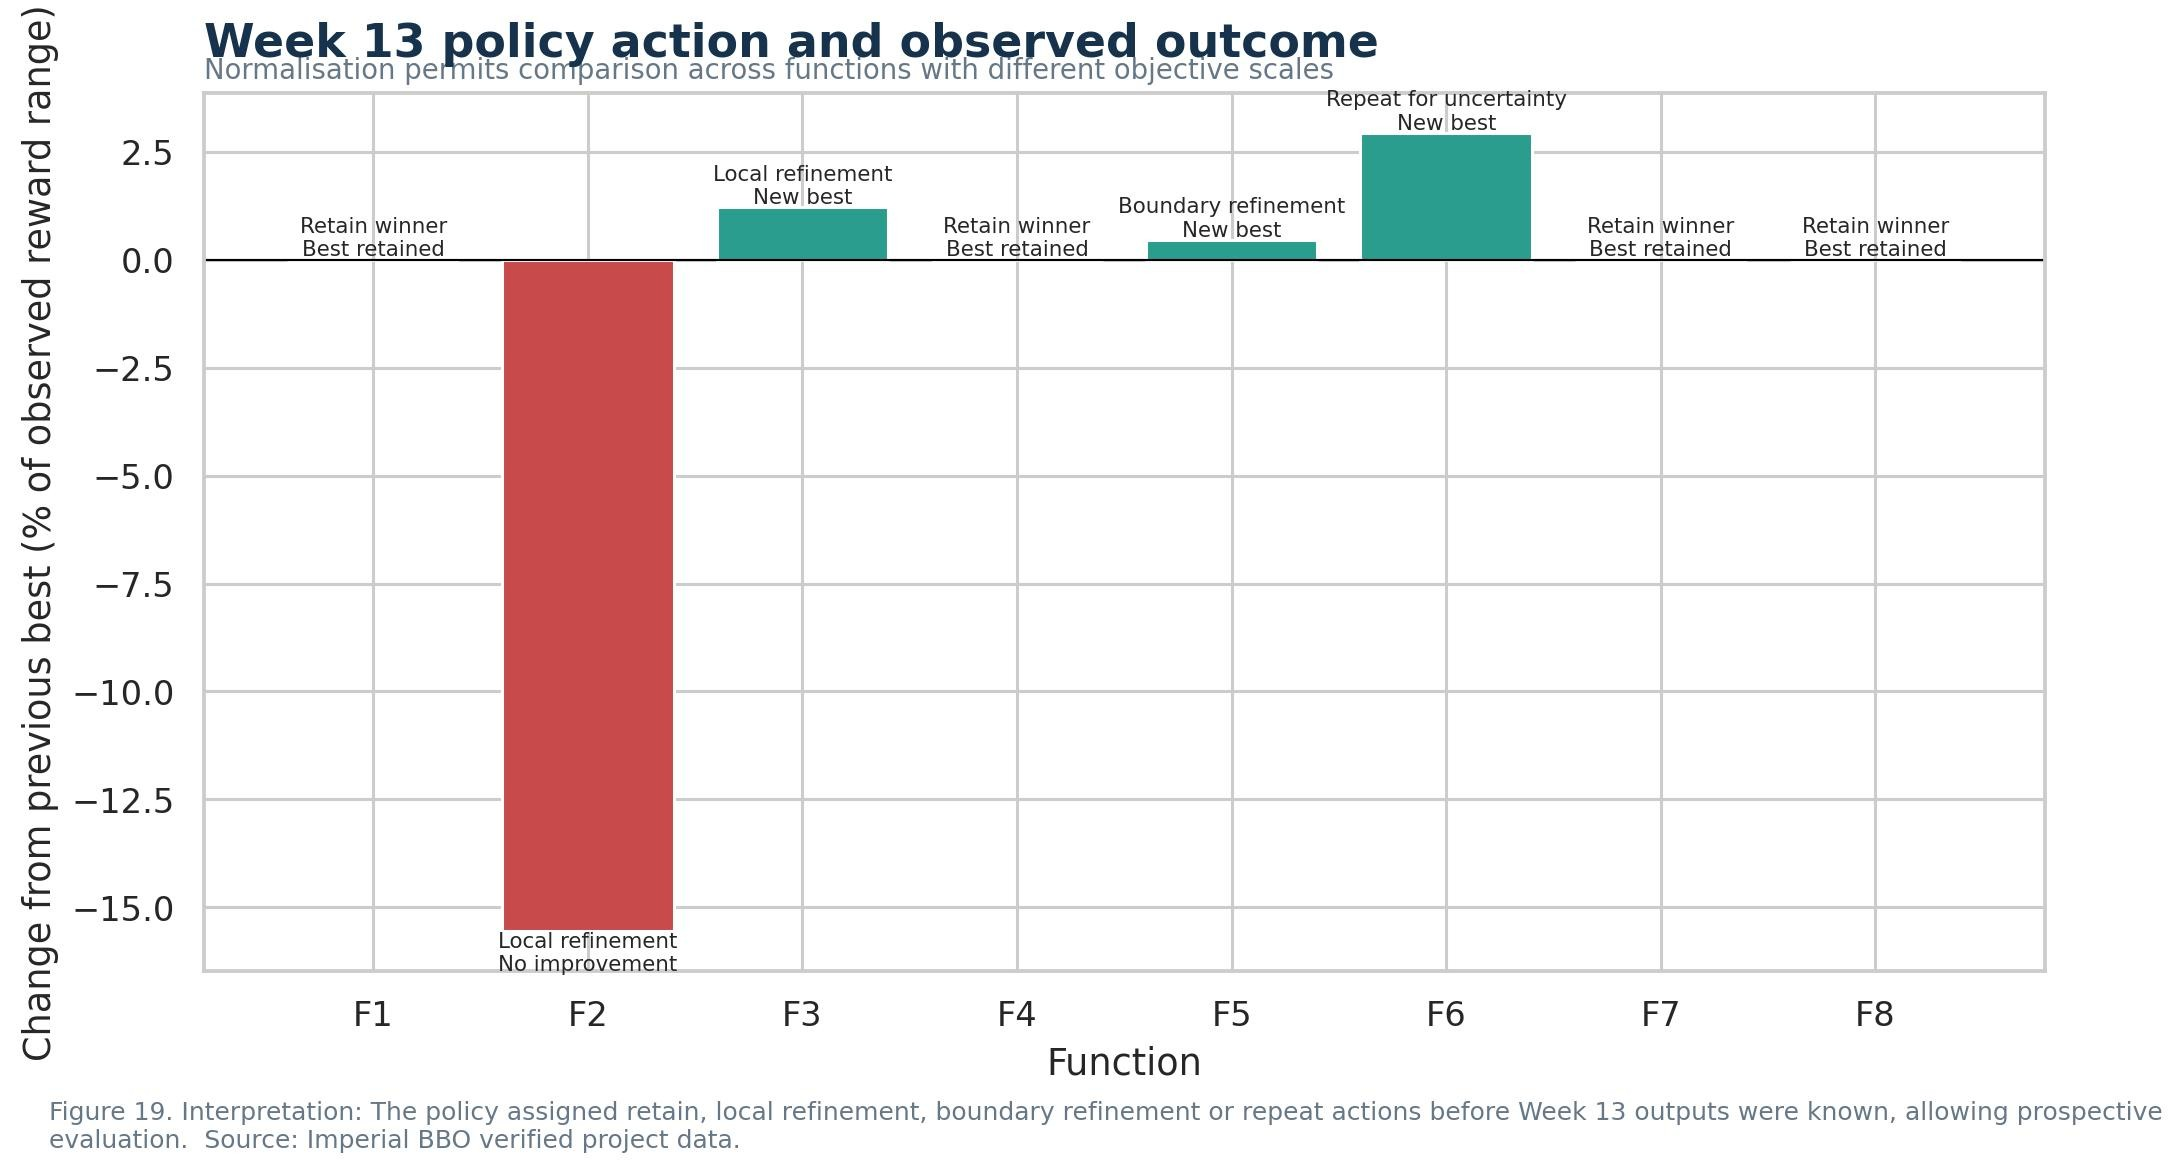 Week 13 policy action and observed outcome
Normalisation permits comparison across functions with different objective scales
Change from previous best (% of observed reward range)
2.5
0.0
−2.5
−5.0
−7.5
−10.0
−12.5
−15.0
Retain winner
Best retained
Local refinement
No improvement
Local refinement
New best
Retain winner
Best retained
Boundary refinement
New best
Repeat for uncertainty
New best
Retain winner
Best retained
Retain winner
Best retained
F1 F2 F3 F4 F5 F6 F7 F8
Function
Figure 19. Interpretation: The policy assigned retain, local refinement, boundary refinement or repeat actions before Week 13 outputs were known, allowing prospective
evaluation.  Source: Imperial BBO verified project data.